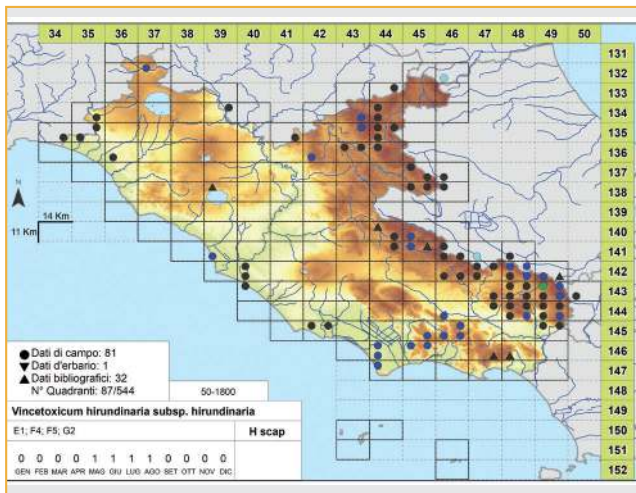 34 35 36 37 38 39 40 41 42 43 44 45 46 47 48 49 50
131
132
133
134
135
136
137
138
139
140
141
142
143
144
145
146
147
148
149
150
151
152
N
14 Km
11 Km
Dati di campo: 81
Dati d'erbario: 1
Dati bibliografici: 32
N° Quadranti: 87/544
50-1800
Vincetoxicum hirundinaria subsp. hirundinaria
E1; F4; F5; G2
H scap
0 0 0 0 1 1 1 1 0 0 0 0
GEN FEB MAR APR MAG GIU LUG AGO SET OTT NOV DIC